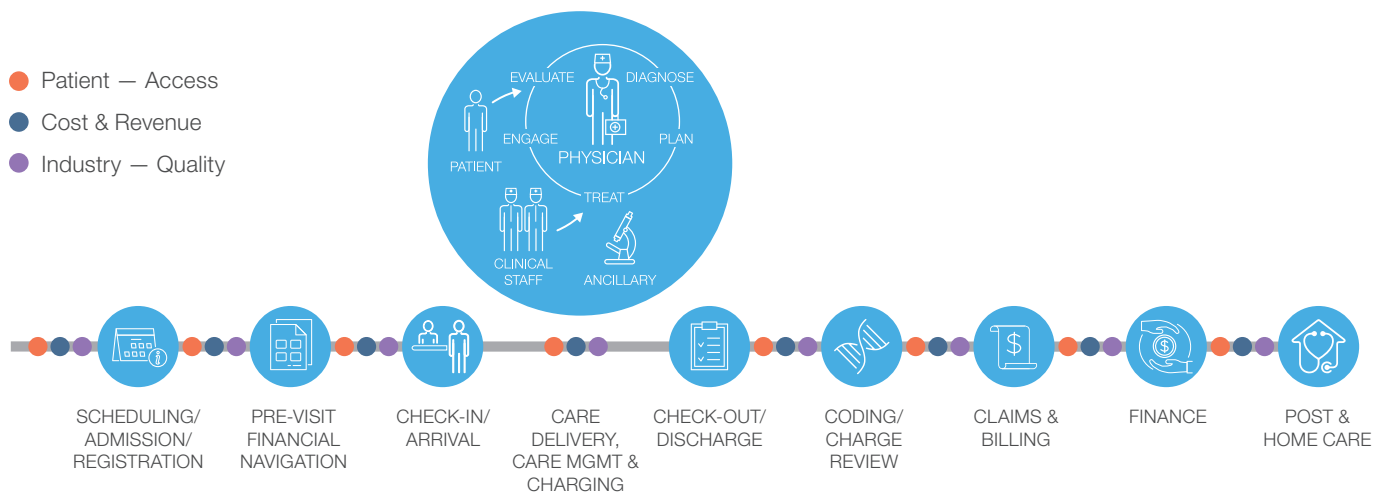 Patient — Access
Cost & Revenue
Industry — Quality
EVALUATE
DIAGNOSE
ENGAGE
PLAN
PHYSICIAN
PATIENT
TREAT
CLINICAL
STAFF
ANCILLARY
SCHEDULING/
ADMISSION/
REGISTRATION
PRE-VISIT
FINANCIAL
NAVIGATION
CHECK-IN/
ARRIVAL
CARE
DELIVERY,
CARE MGMT &
CHARGING
CHECK-OUT/
DISCHARGE
CODING/
CHARGE
REVIEW
CLAIMS &
BILLING
FINANCE
POST &
HOME CARE